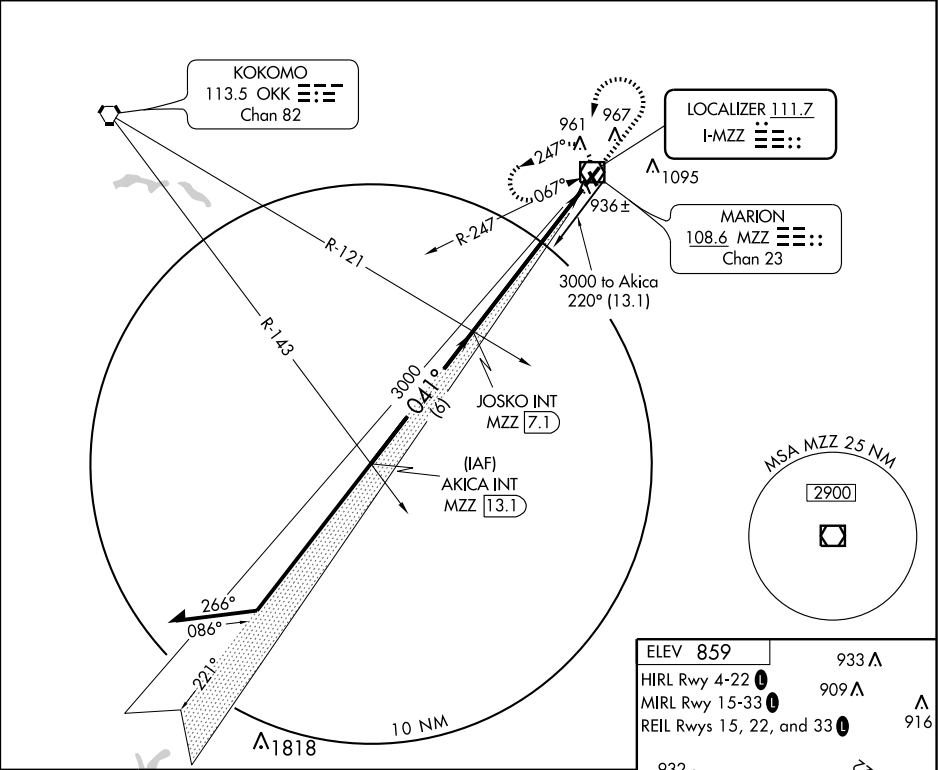 KOKOMO
113.5 OKK
Chan 82
LOCALIZER 111.7
I-MZZ
961
967
1095
247°
067°
936±
R-247
MARION
108.6 MZZ
Chan 23
R-121
3000 to Akica
220° (13.1)
R-143
3000
041°
(6)
JOSKO INT
MZZ 7.1
(IAF)
AKICA INT
MZZ 13.1
MSA MZZ 25 NM
2900
266°
086°
221°
10 NM
1818
ELEV 859
933
HIRL Rwy 4-22 L
909
MIRL Rwy 15-33 L
916
REIL Rwys 15, 22, and 33 L